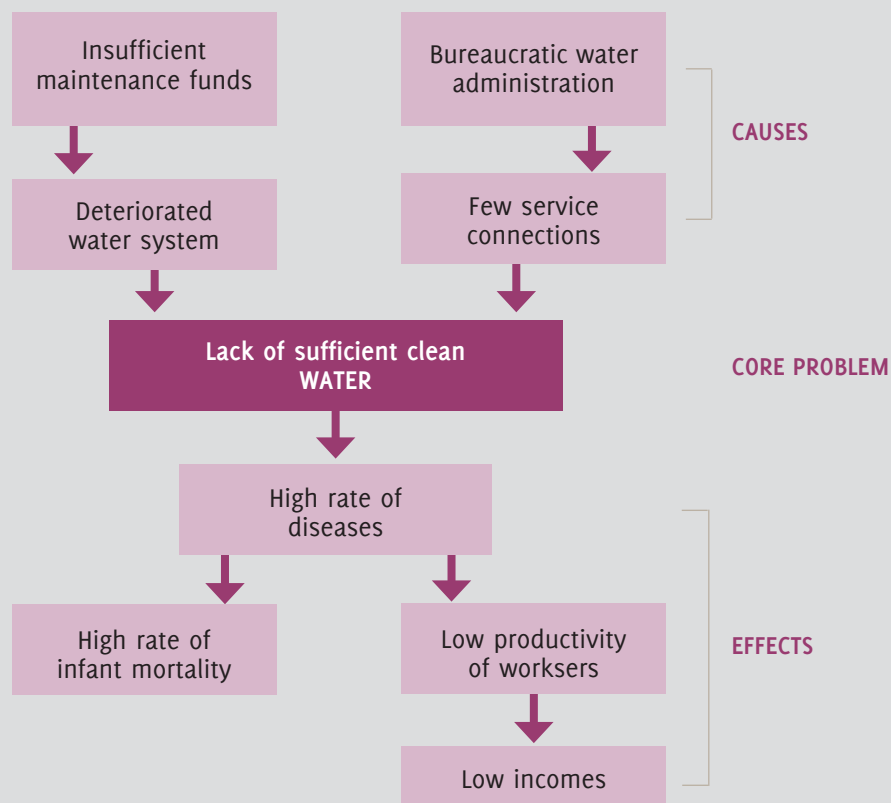 Insufficient
maintenance funds
Bureaucratic water
administration
CAUSES
Deteriorated
water system
Few service
connections
Lack of sufficient clean
WATER
CORE PROBLEM
High rate of
diseases
High rate of
infant mortality
Low productivity
of worksers
EFFECTS
Low incomes